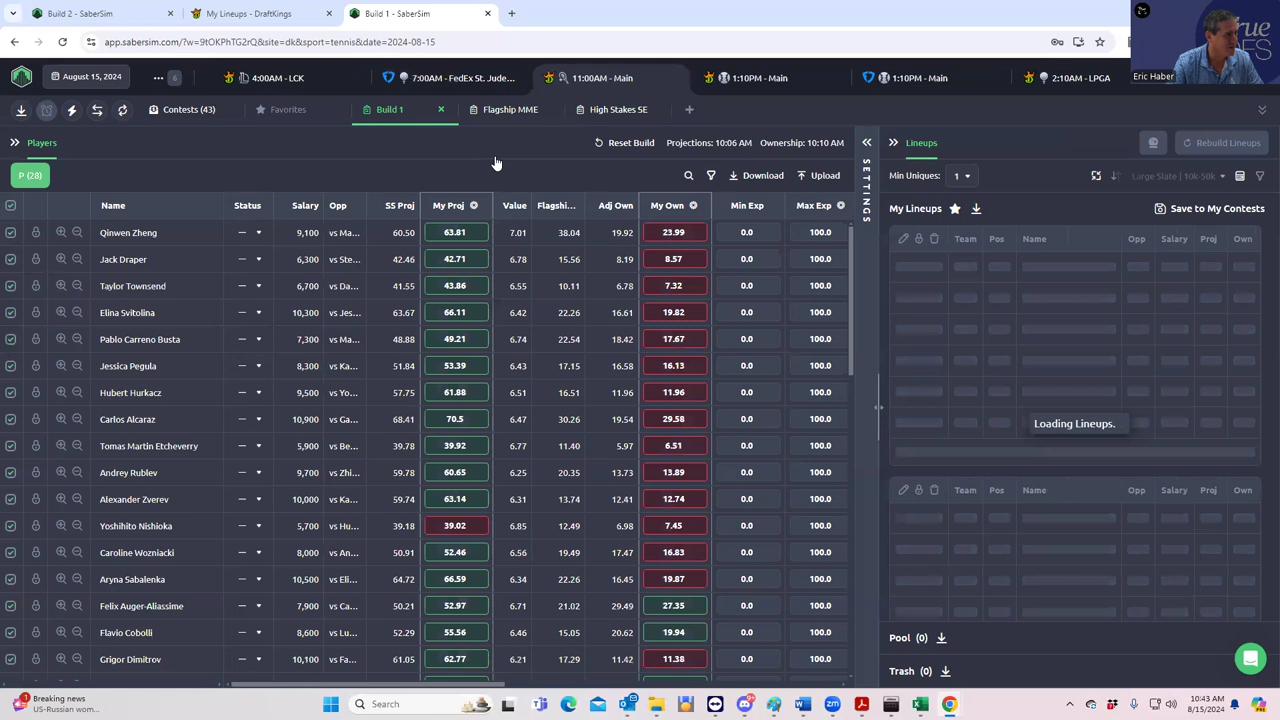 Build 2 - SaberSim
My Lineups - DraftKings
Build 1 - SaberSim
app.sabersim.com/?w=9tOKPhTG2rQ&site=dk&sport=tennis&date=2024-08-15
Eric Haber
August 15, 2024
6
4:00AM - LCK
7:00AM - FedEx St. Jude...
11:00AM - Main
1:10PM - Main
1:10PM - Main
2:10AM - LPGA
Contests (43)
Favorites
Build 1
Flagship MME
High Stakes SE
Players
Reset Build
Projections: 10:06 AM
Ownership: 10:10 AM
SETTINGS
Lineups
Rebuild Lineups
P (28)
Download
Upload
Min Uniques:
1
Large Slate | 10k-50k
My Lineups
Save to My Contests
Name Status Salary Opp SS Proj My Proj Value Flagshi... Adj Own My Own Min Exp Max Exp
Qinwen Zheng — 9,100 vs Ma... 60.50 63.81 7.01 38.04 19.92 23.99 0.0 100.0
Jack Draper — 6,300 vs Ste... 42.46 42.71 6.78 15.56 8.19 8.57 0.0 100.0
Taylor Townsend — 6,700 vs Da... 41.55 43.86 6.55 10.11 6.78 7.32 0.0 100.0
Elina Svitolina — 10,300 vs Jes... 63.67 66.11 6.42 22.26 16.61 19.82 0.0 100.0
Pablo Carreno Busta — 7,300 vs Ma... 48.88 49.21 6.74 22.54 18.42 17.67 0.0 100.0
Jessica Pegula — 8,300 vs Ka... 51.84 53.39 6.43 17.15 16.58 16.13 0.0 100.0
Hubert Hurkacz — 9,500 vs Yo... 57.75 61.88 6.51 16.51 11.96 11.96 0.0 100.0
Carlos Alcaraz — 10,900 vs Ga... 68.41 70.5 6.47 30.26 19.54 29.58 0.0 100.0
Tomas Martin Etcheverry — 5,900 vs Be... 39.78 39.92 6.77 11.40 5.97 6.51 0.0 100.0
Andrey Rublev — 9,700 vs Zhi... 59.78 60.65 6.25 20.35 13.73 13.89 0.0 100.0
Alexander Zverev — 10,000 vs Ka... 59.74 63.14 6.31 13.74 12.41 12.74 0.0 100.0
Yoshihito Nishioka — 5,700 vs Hu... 39.18 39.02 6.85 12.49 6.98 7.45 0.0 100.0
Caroline Wozniacki — 8,000 vs An... 50.91 52.46 6.56 19.49 17.47 16.83 0.0 100.0
Aryna Sabalenka — 10,500 vs Eli... 64.72 66.59 6.34 22.26 16.45 19.87 0.0 100.0
Felix Auger-Aliassime — 7,900 vs Ca... 50.21 52.97 6.71 21.02 29.49 27.35 0.0 100.0
Flavio Cobolli — 8,600 vs Lu... 52.29 55.56 6.46 15.05 20.62 19.94 0.0 100.0
Grigor Dimitrov — 10,100 vs Fa... 61.05 62.77 6.21 17.29 11.42 11.38 0.0 100.0
Team Pos Name Opp Salary Proj Own
Loading Lineups.
Team Pos Name Opp Salary Proj Own
Pool (0)
Trash (0)
Breaking news
US-Russian wom...
Search
10:43 AM
8/15/2024